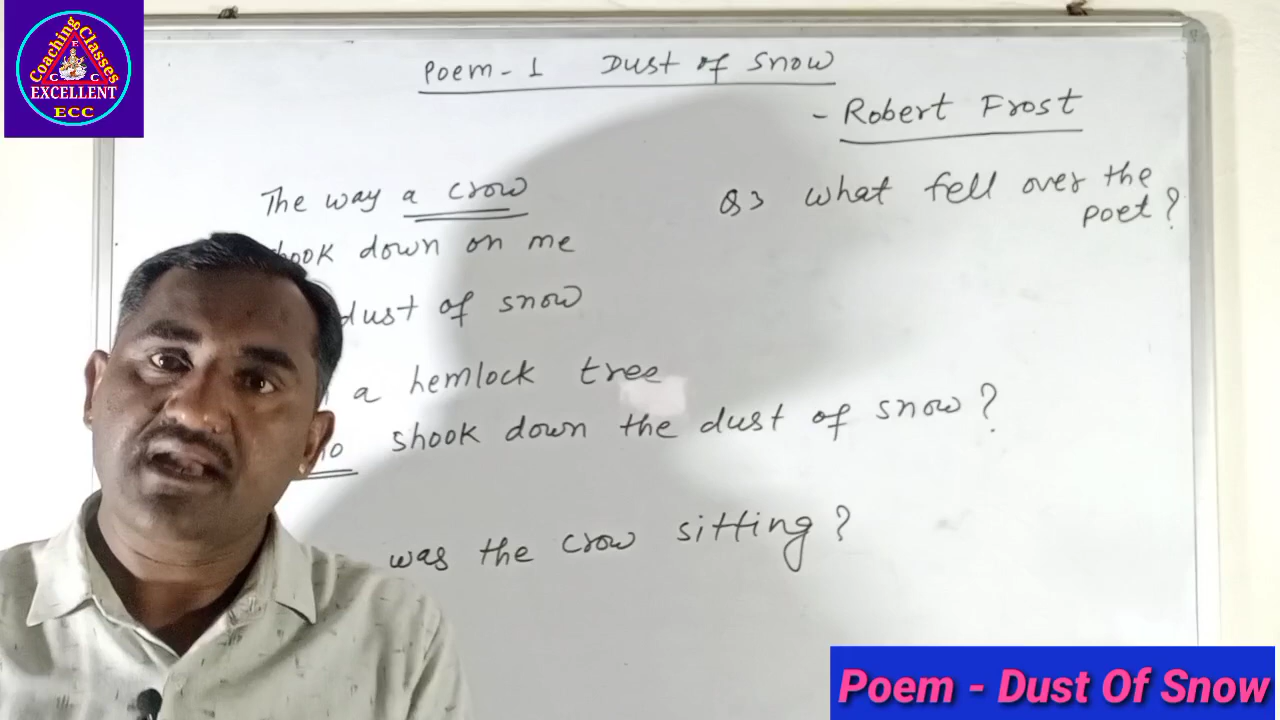 Coaching Classes
E
C C
EXCELLENT
ECC
Poem - 1 Dust of Snow
- Robert Frost
The way a crow
shook down on me
dust of snow
a hemlock tree
shook down the dust of snow?
was the crow sitting?
Q3 What fell over the
poet?
Poem - Dust Of Snow